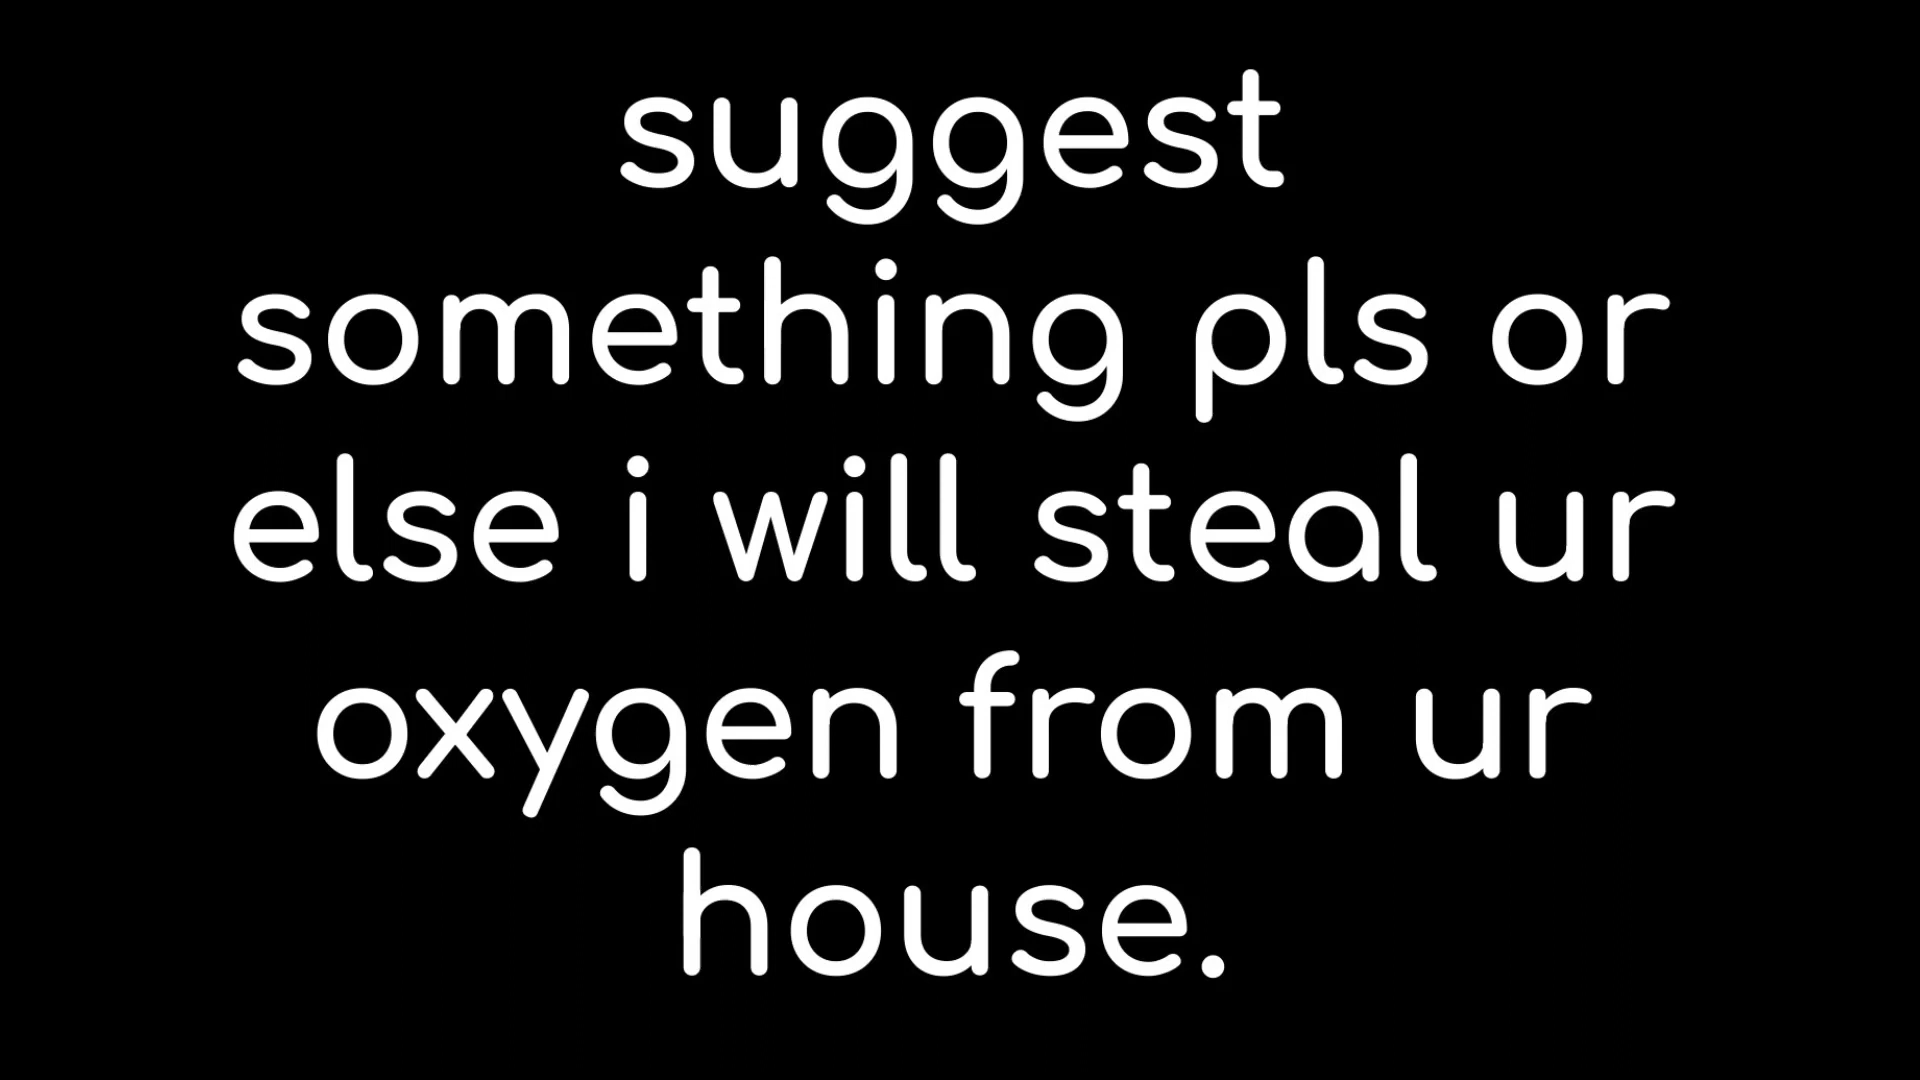 suggest
something pls or
else i will steal ur
oxygen from ur
house.